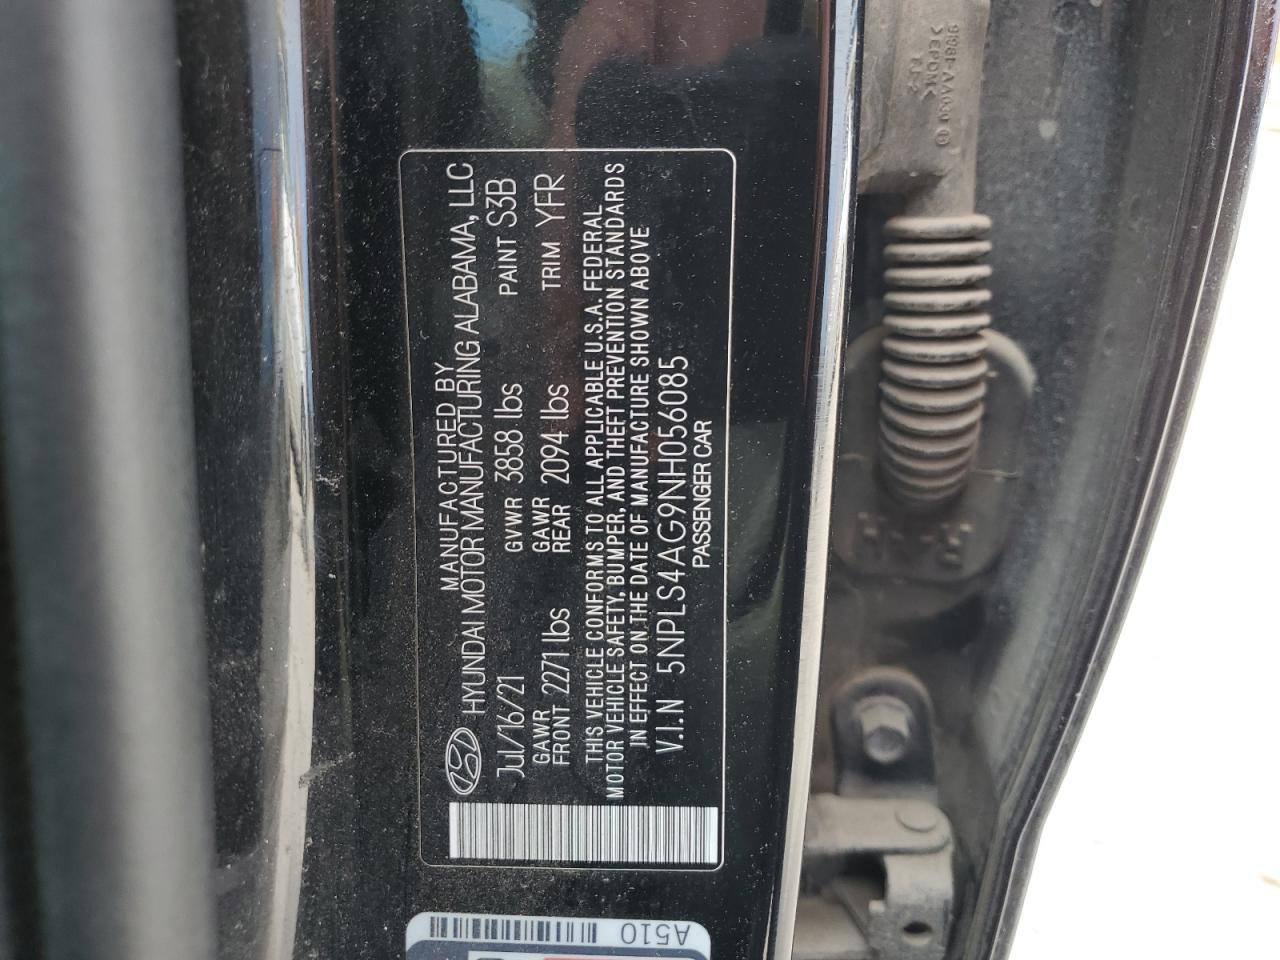 MANUFACTURED BY
HYUNDAI MOTOR MANUFACTURING ALABAMA, LLC
Jul/16/21 GVWR 3858 lbs PAINT S3B
GAWR FRONT 2271 lbs GAWR REAR 2094 lbs TRIM YFR
THIS VEHICLE CONFORMS TO ALL APPLICABLE U.S.A. FEDERAL
MOTOR VEHICLE SAFETY, BUMPER, AND THEFT PREVENTION STANDARDS
IN EFFECT ON THE DATE OF MANUFACTURE SHOWN ABOVE
V.I.N 5NPLS4AG9NH056085
PASSENGER CAR
A510
>EPDM<